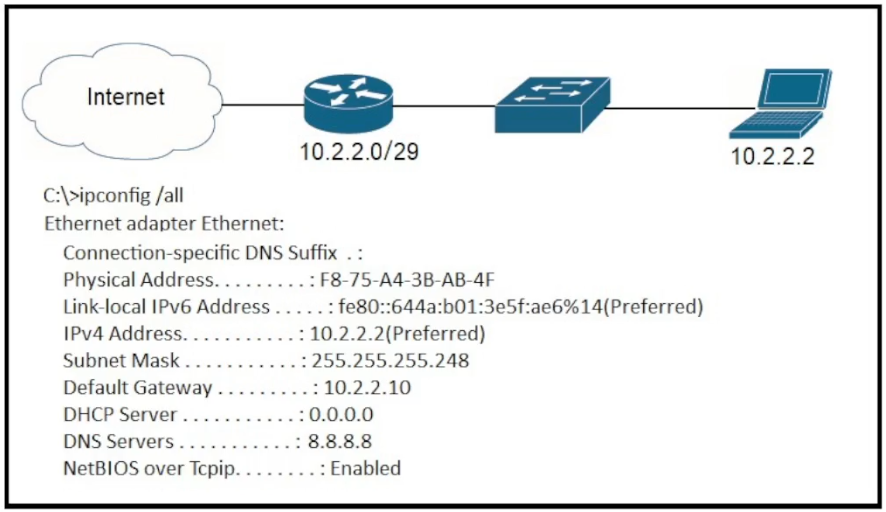 Internet
10.2.2.0/29
10.2.2.2
C:\>ipconfig /all
Ethernet adapter Ethernet:
Connection-specific DNS Suffix . :
Physical Address. . . . . . . . . : F8-75-A4-3B-AB-4F
Link-local IPv6 Address . . . . . : fe80::644a:b01:3e5f:ae6%14(Preferred)
IPv4 Address. . . . . . . . . . . : 10.2.2.2(Preferred)
Subnet Mask . . . . . . . . . . . : 255.255.255.248
Default Gateway . . . . . . . . . : 10.2.2.10
DHCP Server . . . . . . . . . . . : 0.0.0.0
DNS Servers . . . . . . . . . . . : 8.8.8.8
NetBIOS over Tcpip. . . . . . . . : Enabled